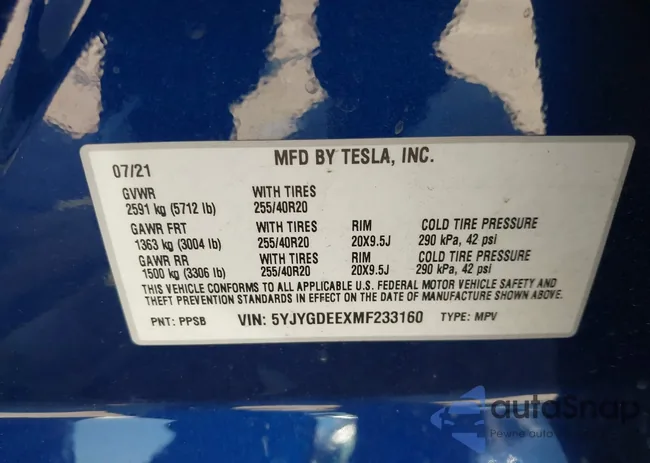 07/21
MFD BY TESLA, INC.
GVWR WITH TIRES
2591 kg (5712 lb) 255/40R20
GAWR FRT WITH TIRES RIM COLD TIRE PRESSURE
1363 kg (3004 lb) 255/40R20 20X9.5J 290 kPa, 42 psi
GAWR RR WITH TIRES RIM COLD TIRE PRESSURE
1500 kg (3306 lb) 255/40R20 20X9.5J 290 kPa, 42 psi
THIS VEHICLE CONFORMS TO ALL APPLICABLE U.S. FEDERAL MOTOR VEHICLE SAFETY AND
THEFT PREVENTION STANDARDS IN EFFECT ON THE DATE OF MANUFACTURE SHOWN ABOVE.
PNT: PPSB VIN: 5YJYGDEEXMF233160 TYPE: MPV
autaSnap
Pewne auta